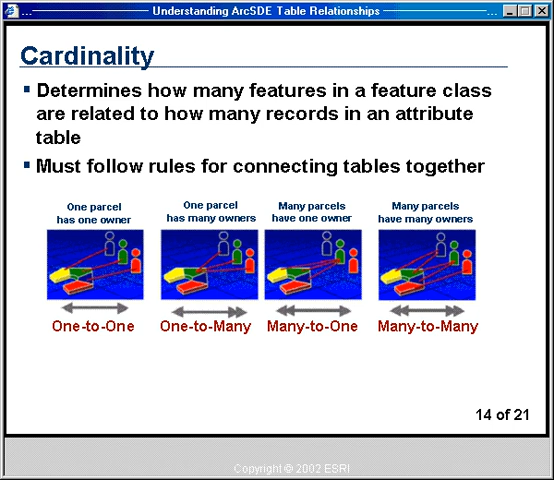 ... Understanding ArcSDE Table Relationships ...
Cardinality
Determines how many features in a feature class
are related to how many records in an attribute
table
Must follow rules for connecting tables together
One parcel
has one owner
One parcel
has many owners
Many parcels
have one owner
Many parcels
have many owners
One-to-One
One-to-Many
Many-to-One
Many-to-Many
14 of 21
Copyright © 2002 ESRI